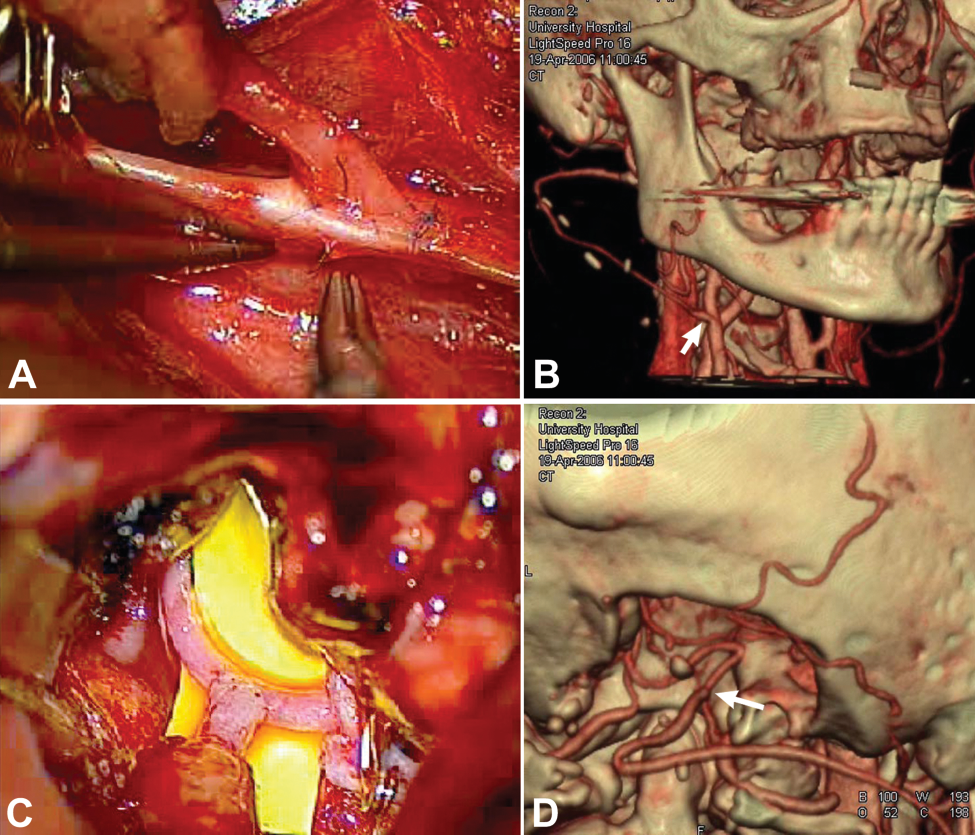 Recon 2:
University Hospital
LightSpeed Pro 16
19-Apr-2006 11:00:45
CT
A
B
Recon 2:
University Hospital
LightSpeed Pro 16
19-Apr-2006 11:00:45
CT
L
B 100 W 193
O 52 C 198
F
C
D